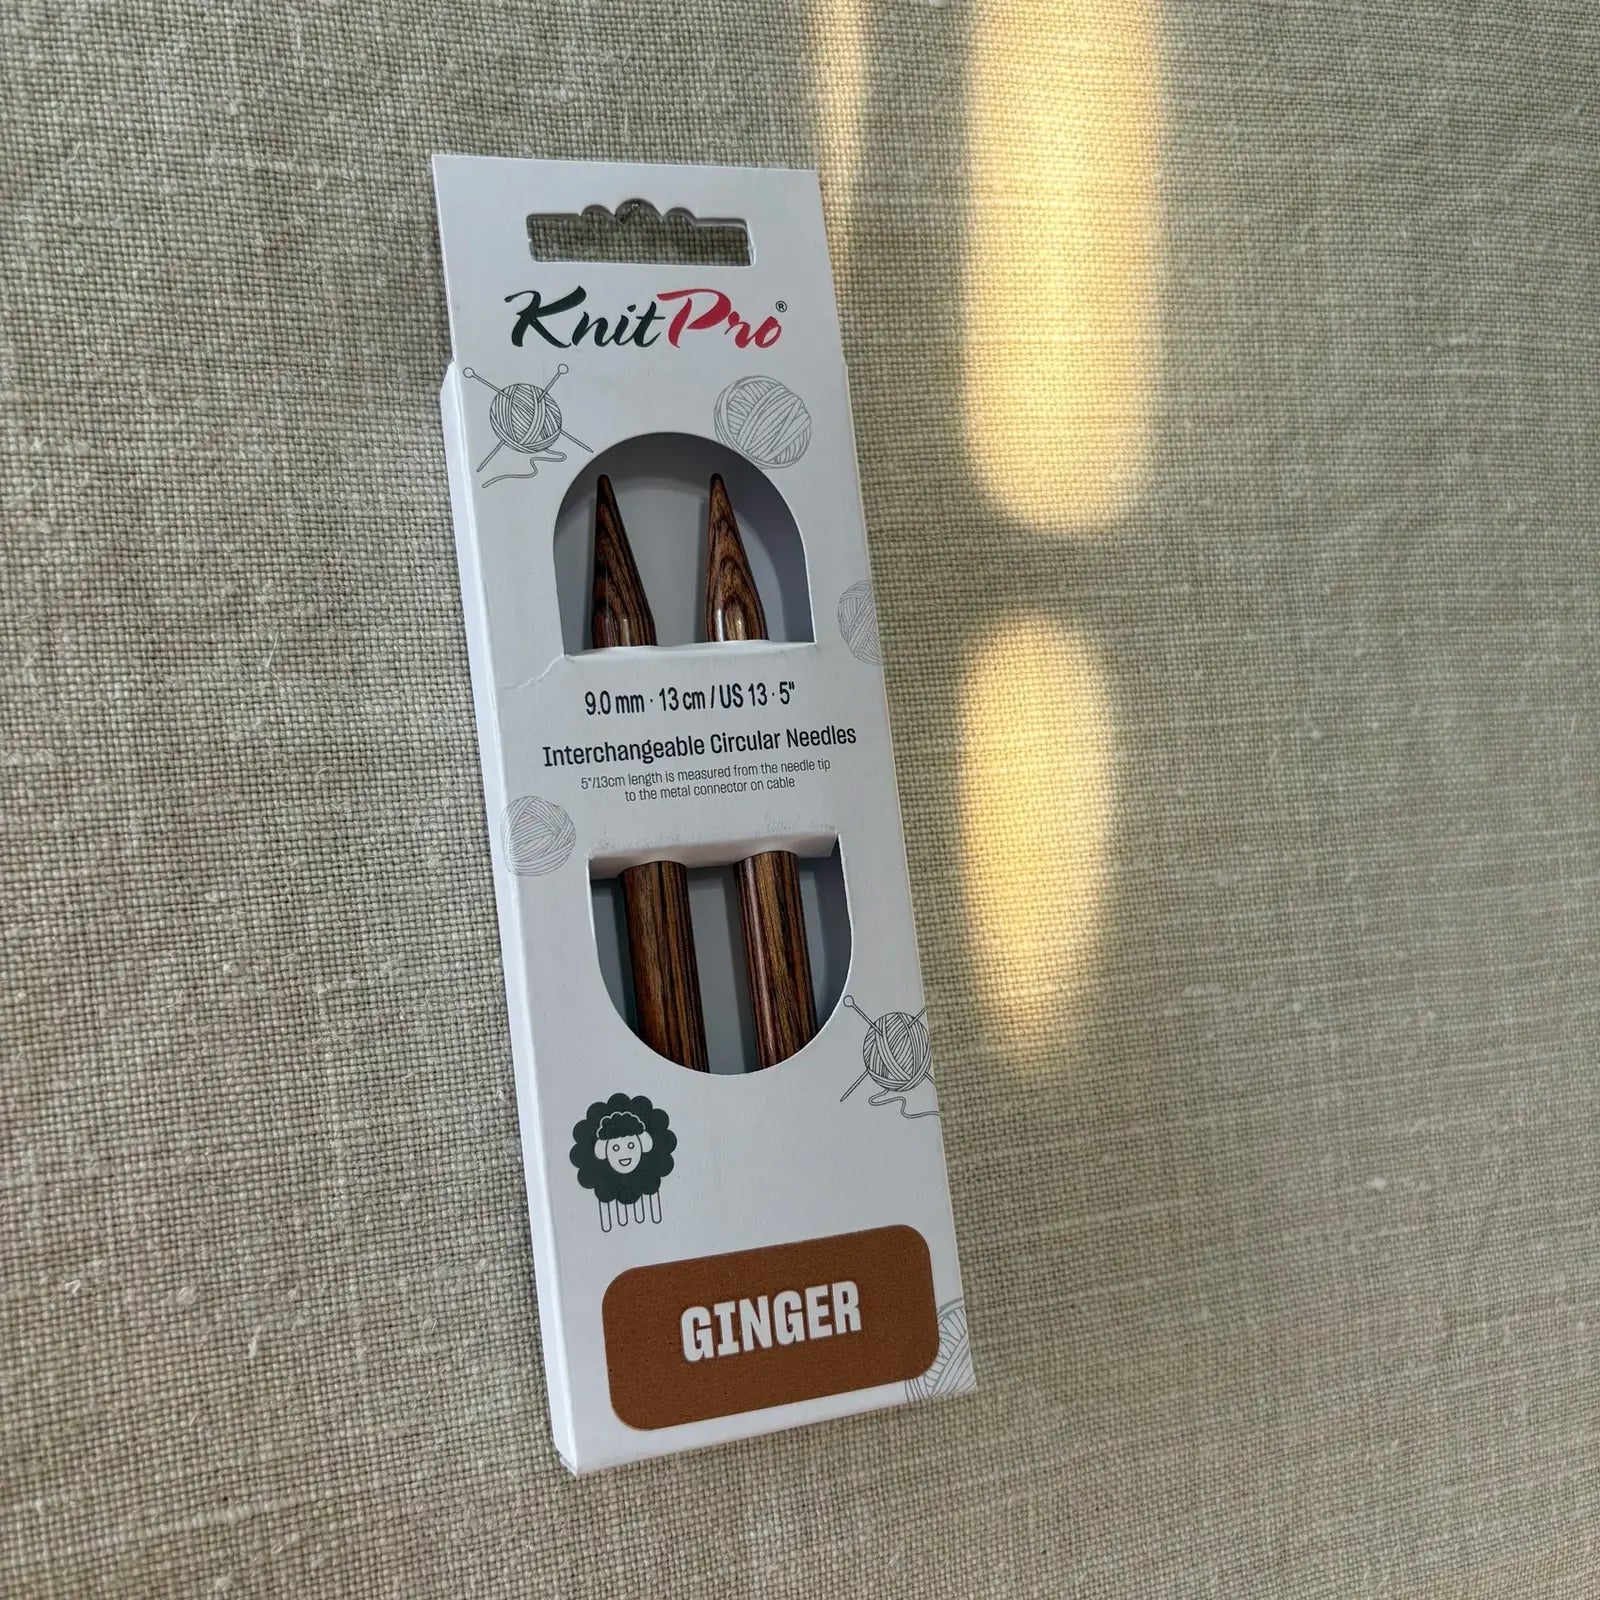 KnitPro®
9.0 mm · 13 cm / US 13 · 5"
Interchangeable Circular Needles
5"/13cm length is measured from the needle tip
to the metal connector on cable
GINGER